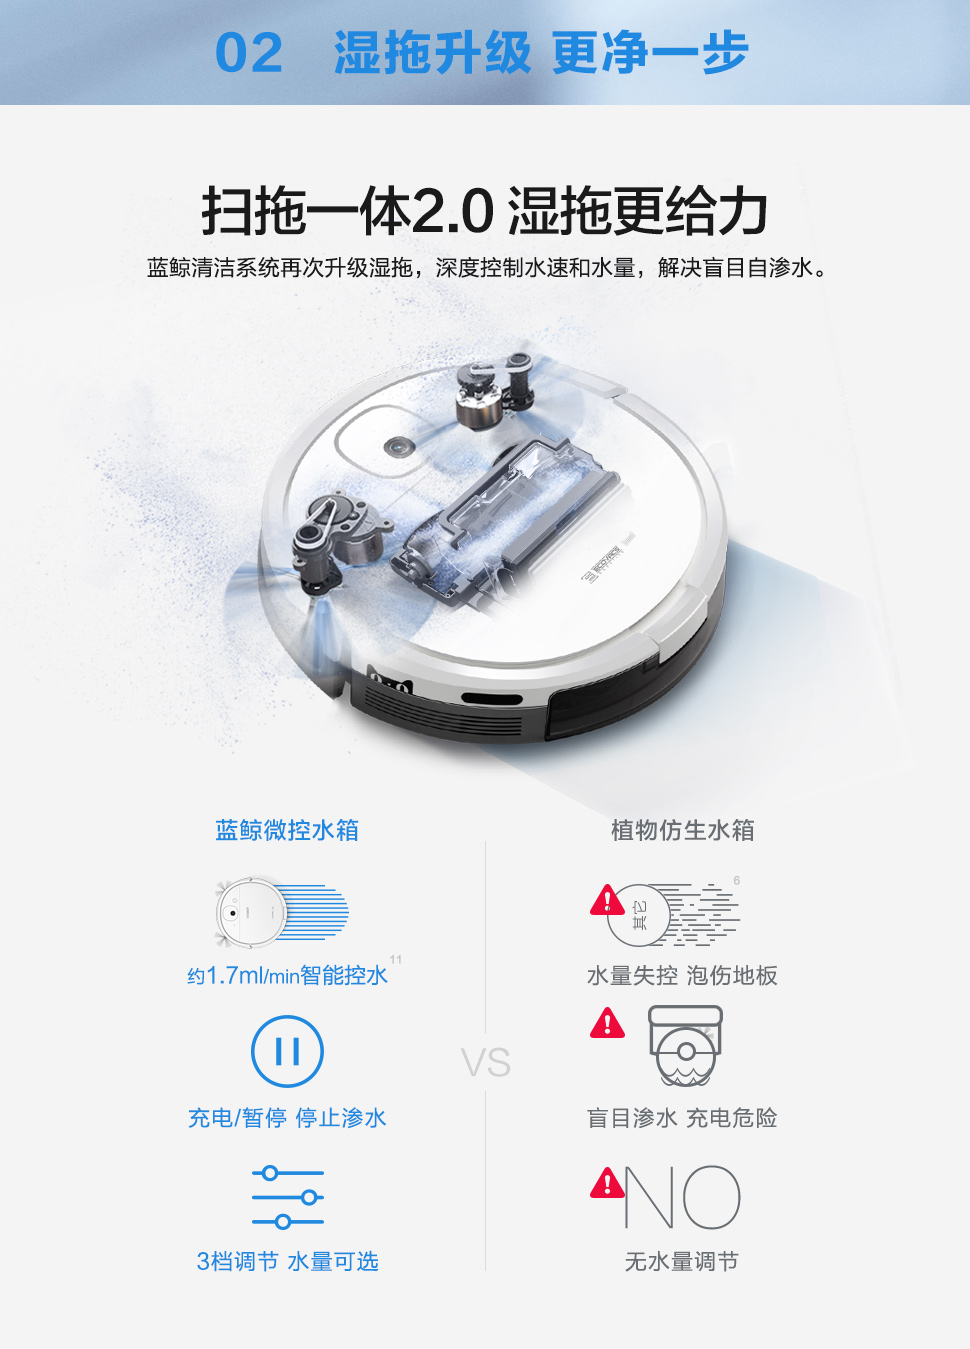 02 湿拖升级 更净一步
扫拖一体2.0 湿拖更给力
蓝鲸清洁系统再次升级湿拖，深度控制水速和水量，解决盲目自渗水。
蓝鲸微控水箱
植物仿生水箱
其它
6
约1.7ml/min智能控水 11
水量失控 泡伤地板
VS
充电/暂停 停止渗水
盲目渗水 充电危险
NO
3档调节 水量可选
无水量调节